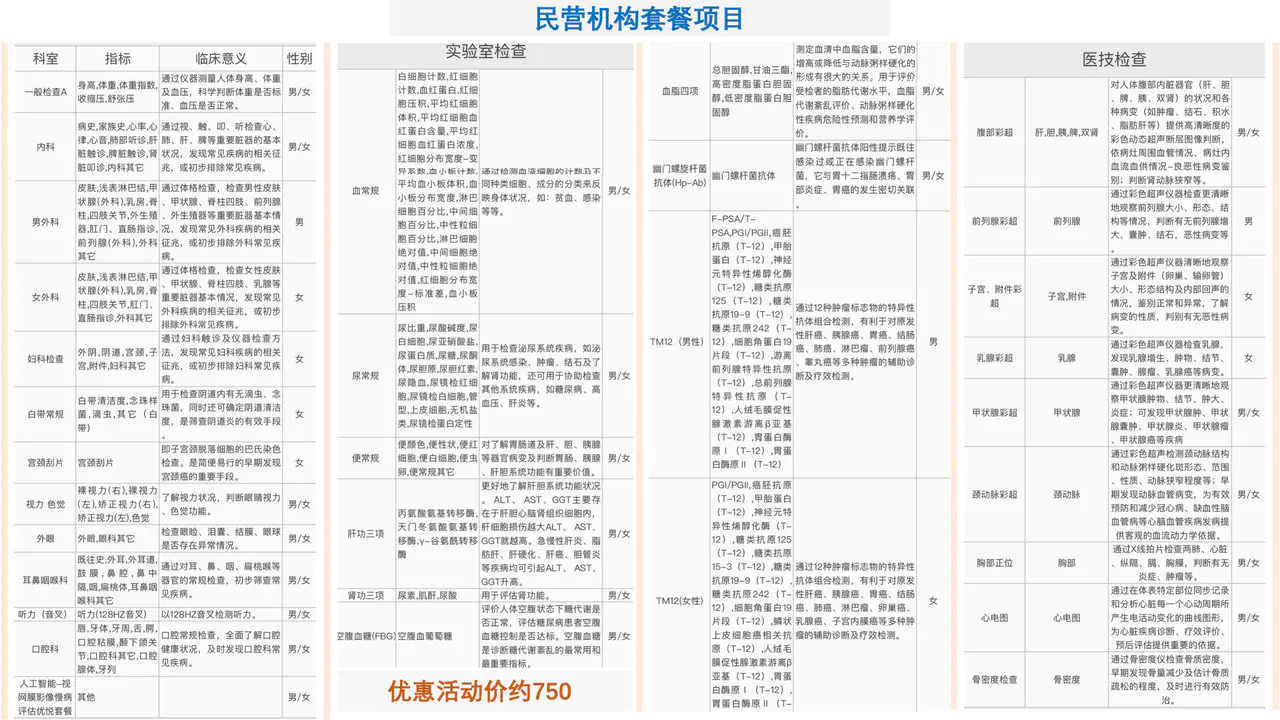 民营机构套餐项目
科室 指标 临床意义 性别
一般检查A
身高,体重,体重指数,
收缩压,舒张压
通过仪器测量人体身高、体重
及血压，科学判断体重是否标
准、血压是否正常。
男/女
内科
病史,家族史,心率,心
律,心音,肺部听诊,肝
脏触诊,脾脏触诊,肾
脏叩诊,内科其它
通过视、触、叩、听检查心、
肺、肝、脾等重要脏器的基本
状况，发现常见疾病的相关征
兆，或初步排除常见疾病。
男/女
男外科
皮肤,浅表淋巴结,甲
状腺(外科),乳房,脊
柱,四肢关节,外生殖
器,肛门、直肠指诊,
前列腺(外科),外科
其它
通过体格检查，检查男性皮肤
、甲状腺、脊柱四肢、前列腺
、外生殖器等重要脏器基本情
况，发现常见外科疾病的相关
征兆，或初步排除外科常见疾
病。
男
女外科
皮肤,浅表淋巴结,甲
状腺(外科),乳房,脊
柱,四肢关节,肛门、
直肠指诊,外科其它
通过体格检查，检查女性皮肤
、甲状腺、脊柱四肢、乳腺等
重要脏器基本情况，发现常见
外科疾病的相关征兆，或初步
排除外科常见疾病。
女
妇科检查
外阴,阴道,宫颈,子
宫,附件,妇科其它
通过妇科触诊及仪器检查方
法，发现常见妇科疾病的相关
征兆，或初步排除妇科常见疾
病。
女
白带常规
白带清洁度,念珠样
菌,滴虫,其它（白
带）
用于检查阴道内有无滴虫、念
珠菌，同时还可确定阴道清洁
度，是筛查阴道炎的有效手段
。
女
宫颈刮片
宫颈刮片
即子宫颈脱落细胞的巴氏染色
检查。是简便易行的早期发现
宫颈癌的重要手段。
女
视力 色觉
裸视力(右),裸视力
(左),矫正视力(右),
矫正视力(左),色觉
了解视力状况，判断眼睛视力
、色觉功能。
男/女
外眼
外眼,眼科其它
检查眼睑、泪囊、结膜、眼球
是否存在异常情况。
男/女
耳鼻咽喉科
既往史,外耳,外耳道,
鼓膜,鼻腔,鼻中
隔,咽,扁桃体,耳鼻咽
喉科其它
通过对耳、鼻、咽、扁桃喉等
器官的常规检查，初步筛查常
见疾病。
男/女
听力（音叉）
听力(128HZ音叉)
以128HZ音叉检测听力。
男/女
口腔科
唇,牙体,牙周,舌,腭,
口腔粘膜,颞下颌关
节,口腔科其它,口腔
腺体,牙列
口腔常规检查，全面了解口腔
健康状况，及时发现口腔科常
见疾病。
男/女
人工智能-视
网膜影像慢病
评估优悦套餐
其他
男/女
实验室检查
血常规
白细胞计数,红细胞
计数,血红蛋白,红细
胞压积,平均红细胞
体积,平均红细胞血
红蛋白含量,平均红
细胞血红蛋白浓度,
红细胞分布宽度-变
异系数,血小板计数,
平均血小板体积,血
小板分布宽度,淋巴
细胞百分比,中间细
胞百分比,中性粒细
胞百分比,淋巴细胞
绝对值,中间细胞绝
对值,中性粒细胞绝
对值,红细胞分布宽
度-标准差,血小板
压积
通过检测血液细胞的计数及不
同种类细胞、成分的分类来反
映身体状况，如：贫血、感染
等等。
男/女
尿常规
尿比重,尿酸碱度,尿
白细胞,尿亚硝酸盐,
尿蛋白质,尿糖,尿酮
体,尿胆原,尿胆红素,
尿隐血,尿镜检红细
胞,尿镜检白细胞,管
型,上皮细胞,无机盐
类,尿镜检蛋白定性
用于检查泌尿系统疾病，如泌
尿系统感染、肿瘤、结石及了
解肾功能，还可用于协助检查
其他系统疾病，如糖尿病、高
血压、肝炎等。
男/女
便常规
便颜色,便性状,便红
细胞,便白细胞,便虫
卵,便常规其它
对了解胃肠道及肝、胆、胰腺
等器官病变及判断胃肠、胰腺
、肝胆系统功能有重要价值。
男/女
肝功三项
丙氨酸氨基转移酶,
天门冬氨酸氨基转
移酶,γ-谷氨酰转移
酶
更好地了解肝胆系统功能状况
。 ALT、 AST、GGT主要存
在于肝胆心脑肾组织细胞内,
肝细胞损伤越大ALT、 AST、
GGT就越高。急慢性肝炎、脂
肪肝、肝硬化、肝癌、胆管炎
等疾病均可引起ALT、 AST、
GGT升高。
男/女
肾功三项
尿素,肌酐,尿酸
用于评估肾功能。
男/女
空腹血糖(FBG)
空腹血葡萄糖
评价人体空腹状态下糖代谢是
否正常，评估糖尿病患者空腹
血糖控制是否达标。空腹血糖
是诊断糖代谢紊乱的最常用和
最重要指标。
男/女
优惠活动价约750
血脂四项
总胆固醇,甘油三酯,
高密度脂蛋白胆固
醇,低密度脂蛋白胆
固醇
测定血清中血脂含量，它们的
增高或降低与动脉粥样硬化的
形成有很大的关系。用于评价
受检者的脂肪代谢水平，血脂
代谢紊乱评价、动脉粥样硬化
性疾病危险性预测和营养学评
价。
男/女
幽门螺旋杆菌
抗体(Hp-Ab)
幽门螺杆菌抗体
幽门螺杆菌抗体阳性提示既往
感染过或正在感染幽门螺杆
菌，它与胃十二指肠溃疡、胃
部炎症、胃癌的发生密切关联
。
男/女
TM12（男性）
F-PSA/T-
PSA,PGI/PGII,癌胚
抗原（T-12）,甲胎
蛋白（T-12）,神经
元特异性烯醇化酶
（T-12）,糖类抗原
125（T-12）,糖类
抗原19-9（T-12）,
糖类抗原242（T-
12）,细胞角蛋白19
片段（T-12）,游离
前列腺特异性抗原
（T-12）,总前列腺
特异性抗原（T-
12）,人绒毛膜促性
腺激素游离β亚基
（T-12）,胃蛋白酶
原Ⅰ（T-12）,胃蛋
白酶原Ⅱ（T-12）
通过12种肿瘤标志物的特异性
抗体组合检测，有利于对原发
性肝癌、胰腺癌、胃癌、结肠
癌、肺癌、淋巴瘤、前列腺癌
、睾丸癌等多种肿瘤的辅助诊
断及疗效检测。
男
TM12(女性)
PGI/PGII,癌胚抗原
（T-12）,甲胎蛋白
（T-12）,神经元特异
性烯醇化酶（T-
12）,糖类抗原125
（T-12）,糖类抗原
15-3（T-12）,糖类
抗原19-9（T-12）,
糖类抗原242（T-
12）,细胞角蛋白19
片段（T-12）,鳞状
上皮细胞癌相关抗
原（T-12）,人绒毛
膜促性腺激素游离β
亚基（T-12）,胃蛋
白酶原Ⅰ（T-12）,
胃蛋白酶原Ⅱ（T-
通过12种肿瘤标志物的特异性
抗体组合检测，有利于对原发
性肝癌、胰腺癌、胃癌、结肠
癌、肺癌、淋巴瘤、卵巢癌、
乳腺癌、子宫内膜癌等多种肿
瘤的辅助诊断及疗效检测。
女
医技检查
腹部彩超
肝,胆,胰,脾,双肾
对人体腹部内脏器官（肝、胆
、脾、胰、双肾）的状况和各
种病变（如肿瘤、结石、积水
、脂肪肝等）提供高清晰度的
彩色动态超声断层图像判断，
依病灶周围血管情况、病灶内
血流血供情况-良恶性病变鉴
别；判断肾动脉狭窄等。
男/女
前列腺彩超
前列腺
通过彩色超声仪器检查更清晰
地观察前列腺大小、形态、结
构等情况，判断有无前列腺增
大、囊肿、结石，恶性病变等
。
男
子宫、附件彩
超
子宫,附件
通过彩色超声仪器清晰地观察
子宫及附件（卵巢、输卵管）
大小、形态结构及内部回声的
情况，鉴别正常和异常，了解
病变的性质，判别有无恶性病
变。
女
乳腺彩超
乳腺
通过彩色超声仪器检查乳腺，
发现乳腺增生、肿物、结节、
囊肿、腺瘤、乳腺癌等病变。
女
甲状腺彩超
甲状腺
通过彩色超声仪器更清晰地观
察甲状腺肿物、结节、肿大、
炎症；可发现甲状腺肿、甲状
腺囊肿、甲状腺炎、甲状腺瘤
、甲状腺癌等疾病
男/女
颈动脉彩超
颈动脉
通过彩超声检测颈动脉结构
和动脉粥样硬化斑形态、范围
、性质、动脉狭窄程度等；早
期发现动脉血管病变，为有效
预防和减少冠心病、缺血性脑
血管病等心脑血管疾病发病提
供客观的血流动力学依据。
男/女
胸部正位
胸部
通过X线拍片检查两肺、心脏
、纵隔、膈、胸膜，判断有无
炎症、肿瘤等。
男/女
心电图
心电图
通过在体表特定部位同步记录
和分析心脏每一个心动周期所
产生电活动变化的曲线图形，
为心脏疾病诊断、疗效评价、
预后评估提供重要的依据。
男/女
骨密度检查
骨密度
通过骨密度仪检查骨质密度，
早期发现骨量减少及估计骨质
疏松的程度，及时进行有效防
治。
男/女